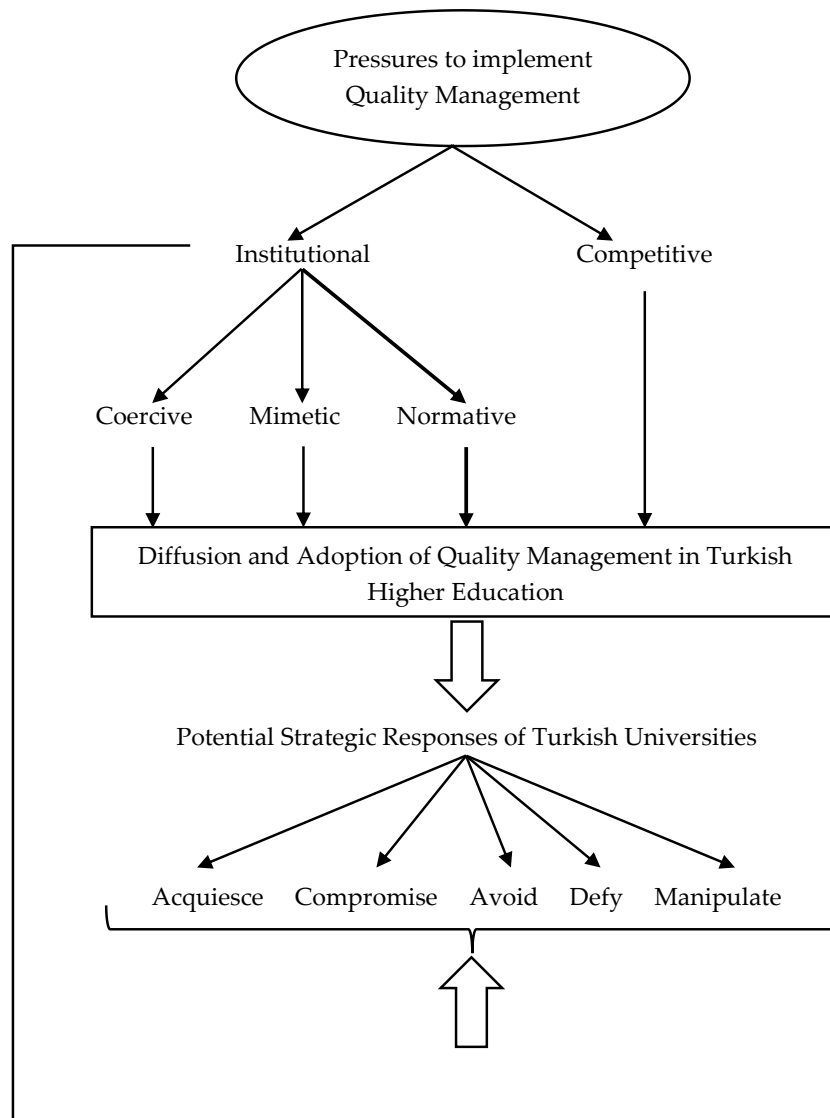 Pressures to implement
Quality Management
Institutional
Competitive
Coercive
Mimetic
Normative
Diffusion and Adoption of Quality Management in Turkish
Higher Education
Potential Strategic Responses of Turkish Universities
Acquiesce
Compromise
Avoid
Defy
Manipulate